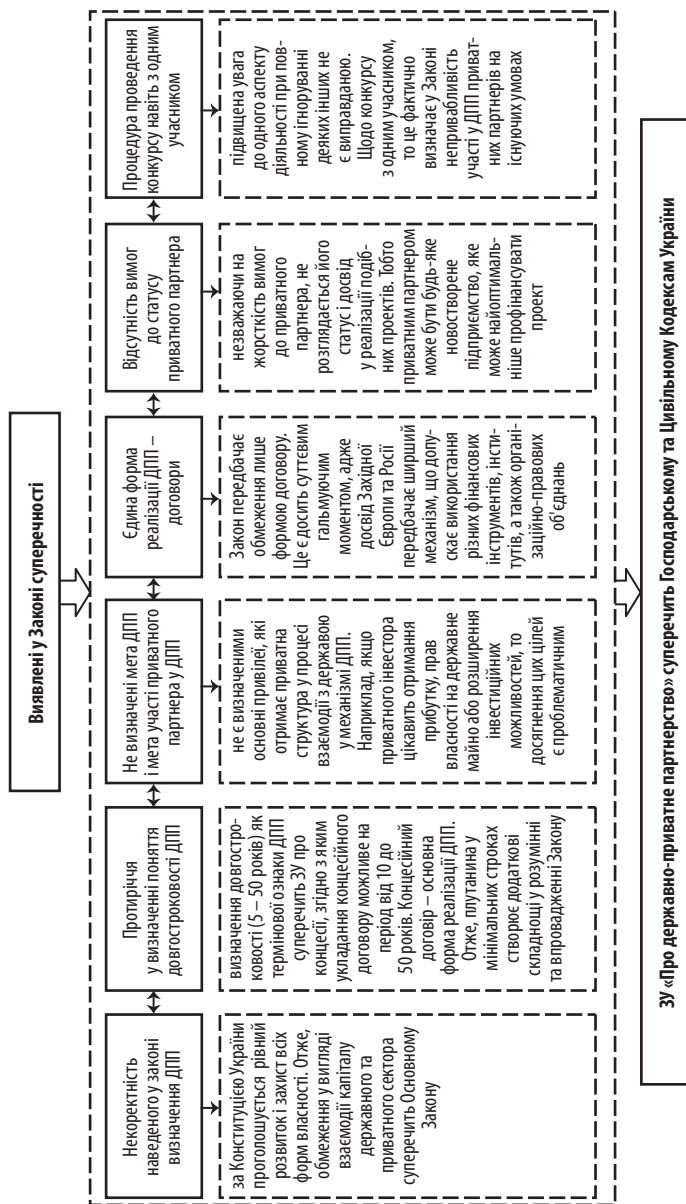 Виявлені у Законі суперечності
Некоректність
наведеного у законі
визначення ДПП
за Конституцією України
проголошується рівний
розвиток і захист всіх
форм власності. Отже,
обмеження у вигляді
взаємодії капіталу
державного та
приватного сектора
суперечить Основному
Закону
Протиріччя
у визначенні поняття
довгостроковості ДПП
визначення довгостро-
ковості (5 – 50 років) як
термінової ознаки ДПП
суперечить ЗУ про
концесії, згідно з яким
укладання концесійного
договору можливе на
період від 10 до
50 років. Концесійний
договір – основна
форма реалізації ДПП.
Отже, плутанина у
мінімальних строках
створює додаткові
складнощі у розумінні
та впровадженні Закону
Не визначені мета ДПП
і мета участі приватного
партнера у ДПП
не є визначеними
основні привілеї, які
отримає приватна
структура у процесі
взаємодії з державою
у механізмі ДПП.
Наприклад, якщо
приватного інвестора
цікавить отримання
прибутку, прав
власності на державне
майно або розширення
інвестиційних
можливостей, то
досягнення цих цілей
є проблематичним
Єдина форма
реалізації ДПП –
договори
Закон передбачає
обмеження лише
формою договору.
Це є досить суттєвим
гальмуючим
моментом, адже
досвід Західної
Європи та Росії
передбачає ширший
механізм, що допу-
скає використання
різних фінансових
інструментів, інсти-
тутів, а також органі-
заційно-правових
об'єднань
Відсутність вимог
до статусу
приватного партнера
незважаючи на
жорсткість вимог
до приватного
партнера, не
розглядається його
статус і досвід
у реалізації подіб-
них проектів. Тобто
приватним партнером
може бути будь-яке
новостворене
підприємство, яке
може найоптималь-
ніше профінансувати
проект
Процедура проведення
конкурсу навіть з одним
учасником
підвищена увага
до одного аспекту
діяльності при пов-
ному ігноруванні
деяких інших не
є виправданою.
Щодо конкурсу
з одним учасником,
то це фактично
визначає у Законі
непривабливість
участі у ДПП приват-
них партнерів на
існуючих умовах
ЗУ «Про державно-приватне партнерство» суперечить Господарському та Цивільному Кодексам України